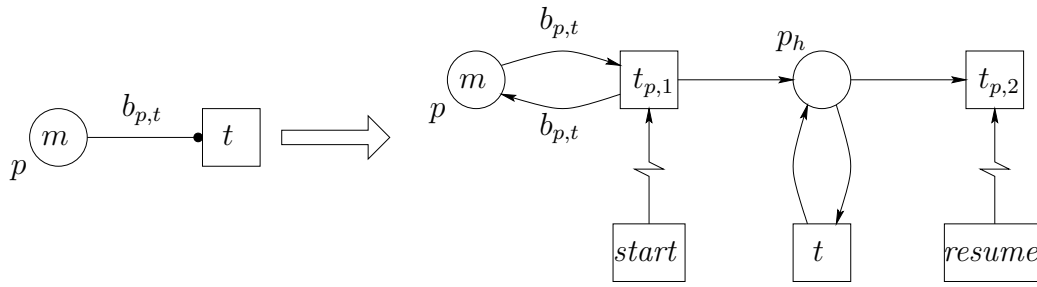 b_{p,t}
m
t
p
b_{p,t}
p_h
m
t_{p,1}
t_{p,2}
p
b_{p,t}
start
t
resume